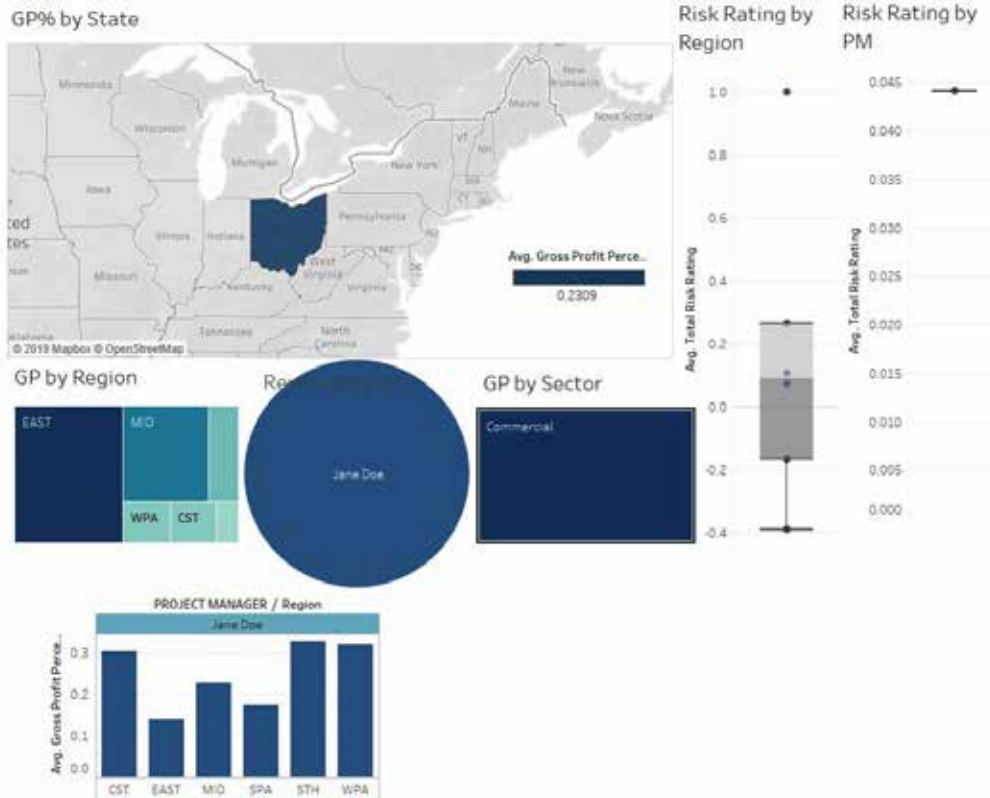 GP% by State
Risk Rating by
Region
Risk Rating by
PM
Minnesota
Wisconsin
Michigan
Iowa
Illinois
Indiana
Missouri
Kentucky
Tennessee
West
Virginia
Virginia
North
Carolina
Pennsylvania
New York
VT
NH
CT
Maine
New
Brunswick
Nova Scotia
Avg. Gross Profit Perce..
0.2309
© 2019 Mapbox © OpenStreetMap
Avg. Total Risk Rating
1.0
0.8
0.6
0.4
0.2
0.0
-0.2
-0.4
Avg. Total Risk Rating
0.045
0.040
0.035
0.030
0.025
0.020
0.015
0.010
0.005
0.000
GP by Region
EAST
MID
WPA
CST
Jane Doe
GP by Sector
Commercial
PROJECT MANAGER / Region
Jane Doe
Avg. Gross Profit Perce..
0.3
0.2
0.1
0.0
CST
EAST
MID
SPA
STH
WPA